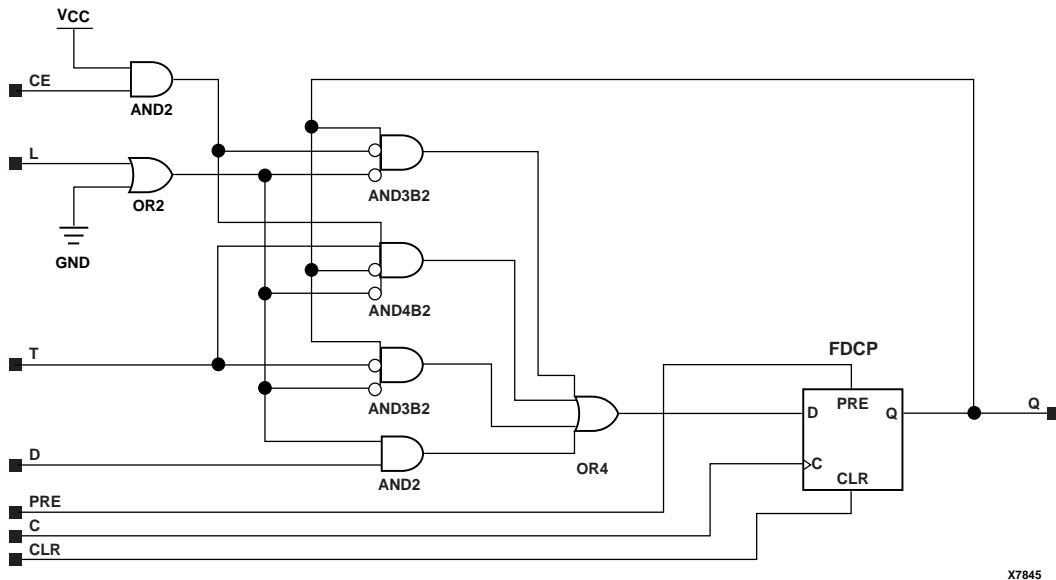 VCC
CE
AND2
L
OR2
GND
AND3B2
AND4B2
T
AND3B2
FDCP
PRE
D
Q
C
CLR
Q
OR4
D
AND2
PRE
C
CLR
X7845